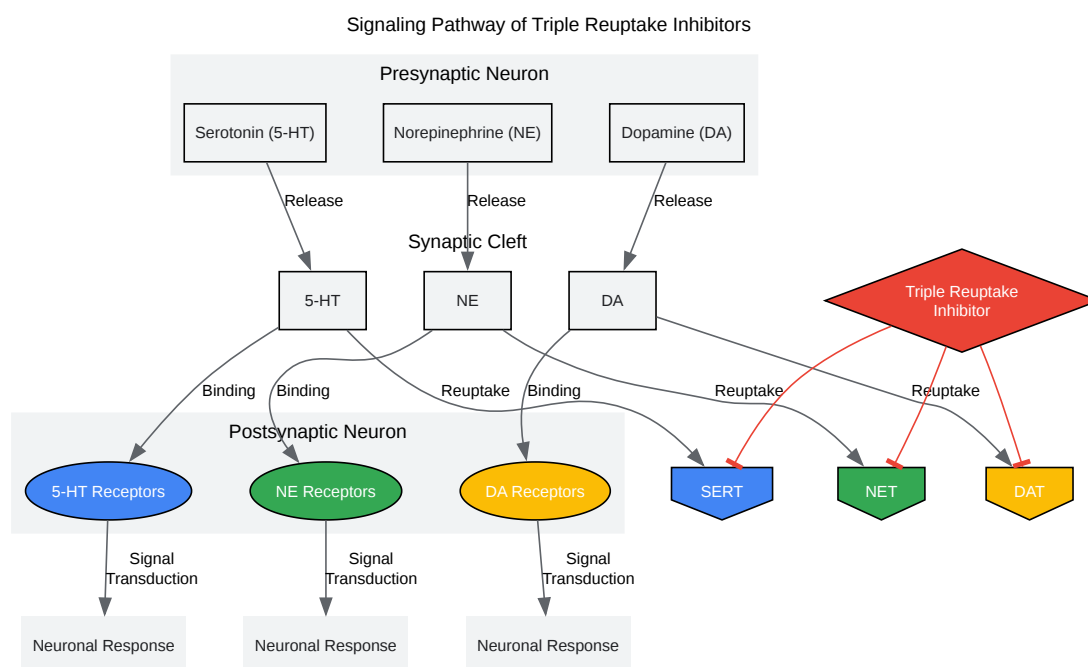 Signaling Pathway of Triple Reuptake Inhibitors
Presynaptic Neuron
Serotonin (5-HT)
Norepinephrine (NE)
Dopamine (DA)
Release
Release
Release
Synaptic Cleft
5-HT
NE
DA
Triple Reuptake
Inhibitor
Binding
Binding
Reuptake
Binding
Reuptake
Reuptake
Postsynaptic Neuron
5-HT Receptors
NE Receptors
DA Receptors
SERT
NET
DAT
Signal
Transduction
Signal
Transduction
Signal
Transduction
Neuronal Response
Neuronal Response
Neuronal Response